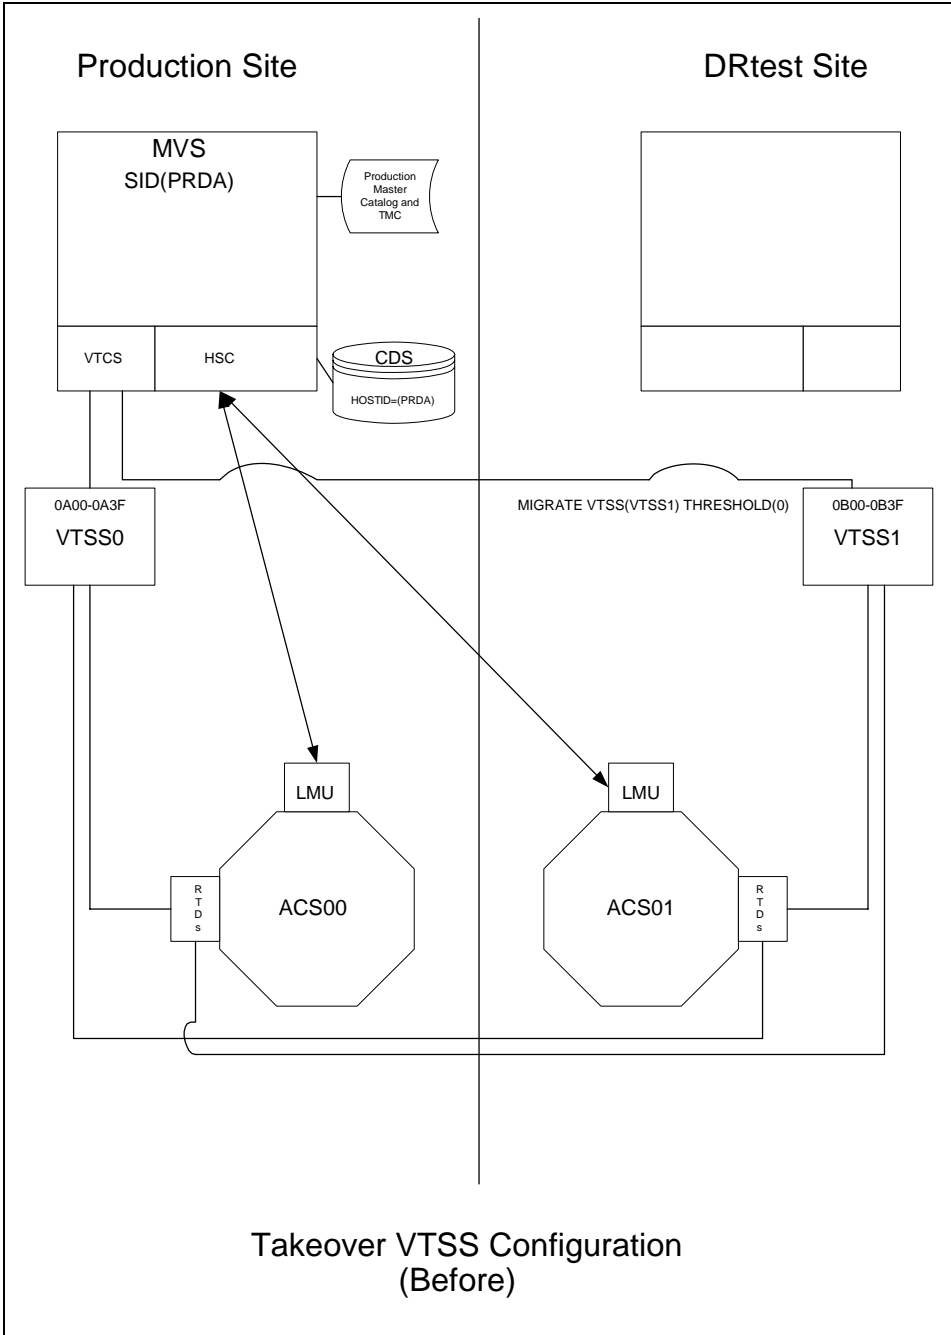 Production Site
DRtest Site
MVS
SID(PRDA)
Production
Master
Catalog and
TMC
VTCS
HSC
CDS
HOSTID=(PRDA)
0A00-0A3F
VTSS0
MIGRATE VTSS(VTSS1) THRESHOLD(0)
0B00-0B3F
VTSS1
LMU
LMU
R
T
D
s
ACS00
ACS01
R
T
D
s
Takeover VTSS Configuration
(Before)